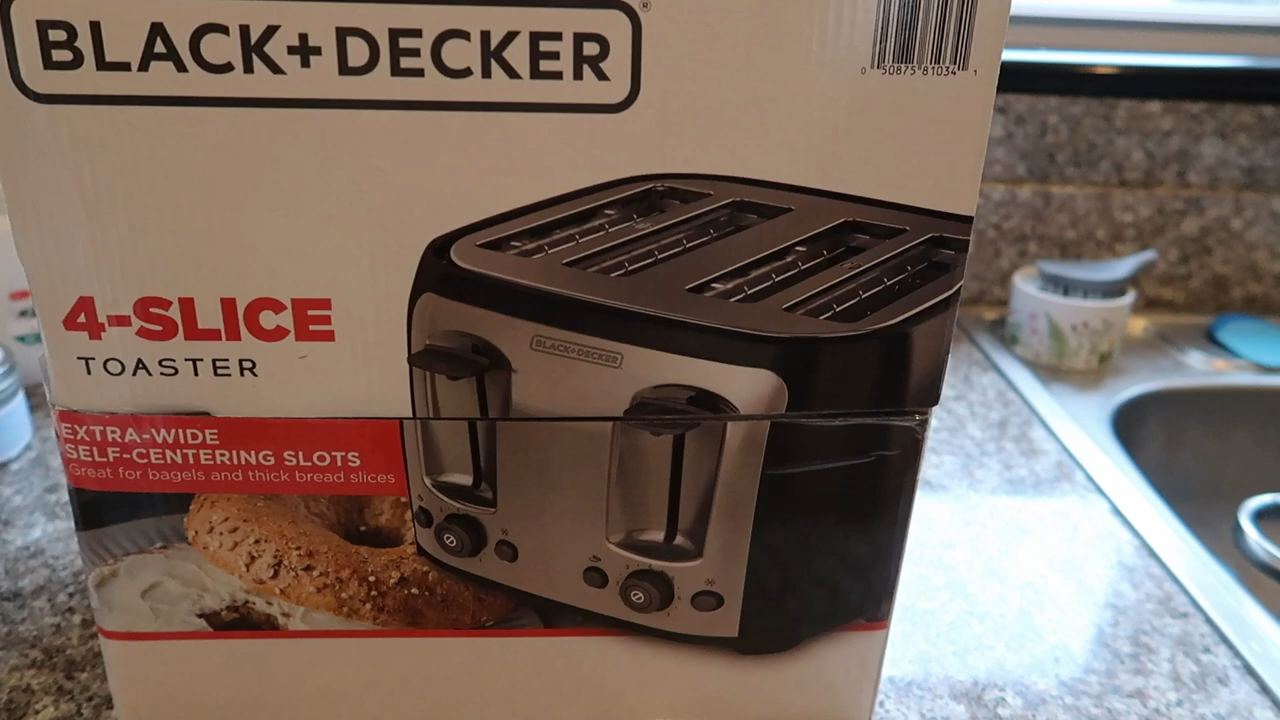 BLACK+DECKER®
0 50875 81034 1
4-SLICE
TOASTER
BLACK+DECKER
EXTRA-WIDE
SELF-CENTERING SLOTS
Great for bagels and thick bread slices